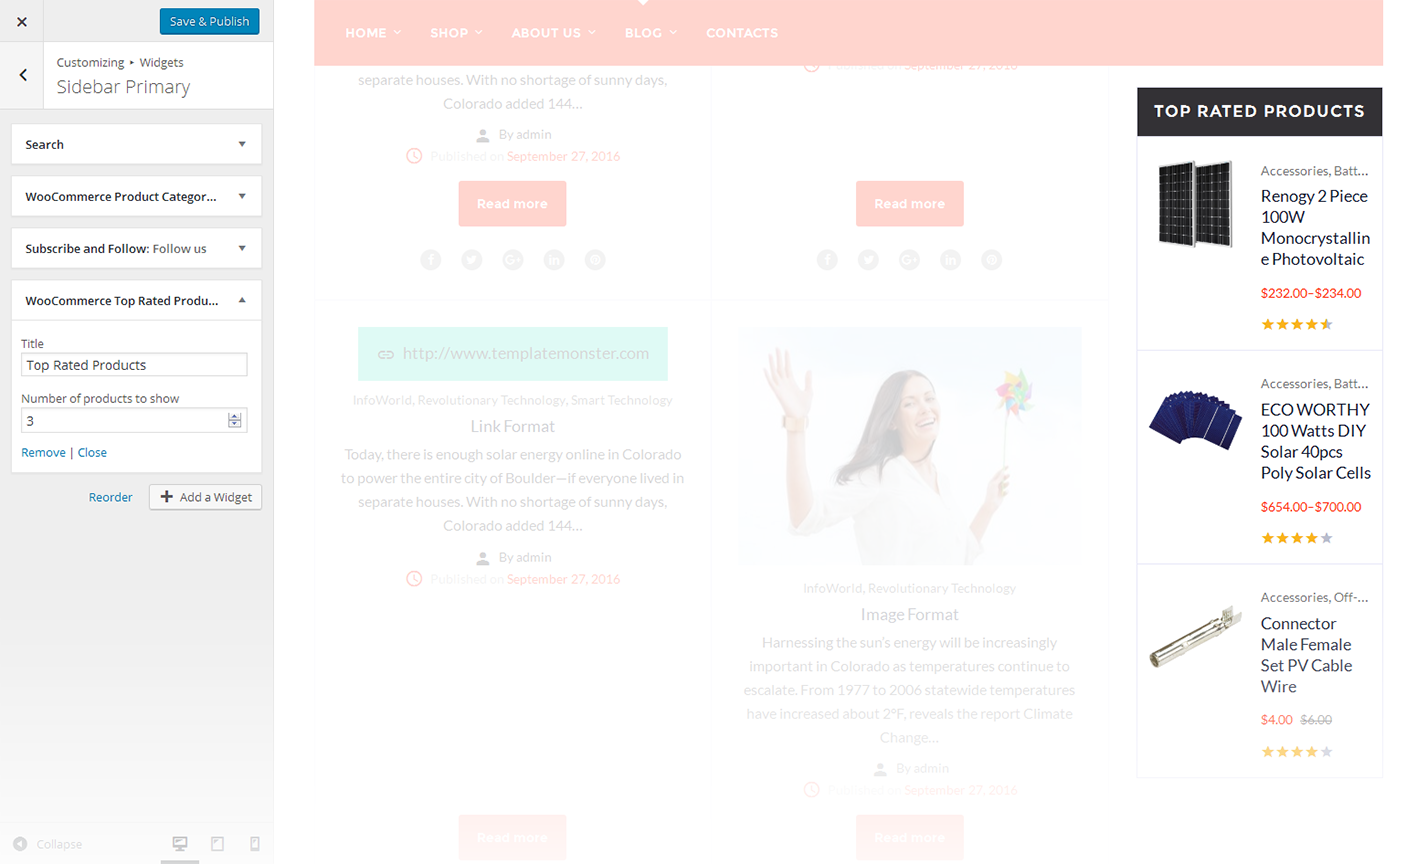 Save & Publish
Customizing ▸ Widgets
Sidebar Primary
Search
WooCommerce Product Categor...
Subscribe and Follow: Follow us
WooCommerce Top Rated Produ...
Title
Top Rated Products
Number of products to show
3
Remove | Close
Reorder
Add a Widget
Collapse
HOME
SHOP
ABOUT US
BLOG
CONTACTS
separate houses. With no shortage of sunny days,
Colorado added 144...
By admin
Published on September 27, 2016
Read more
Published on September 27, 2016
Read more
http://www.templatemonster.com
InfoWorld, Revolutionary Technology, Smart Technology
Link Format
Today, there is enough solar energy online in Colorado
to power the entire city of Boulder—if everyone lived in
separate houses. With no shortage of sunny days,
Colorado added 144...
By admin
Published on September 27, 2016
Read more
InfoWorld, Revolutionary Technology
Image Format
Harnessing the sun's energy will be increasingly
important in Colorado as temperatures continue to
escalate. From 1977 to 2006 statewide temperatures
have increased about 2°F, reveals the report Climate
Change...
By admin
Published on September 27, 2016
Read more
TOP RATED PRODUCTS
Accessories, Batt...
Renogy 2 Piece
100W
Monocrystallin
e Photovoltaic
$232.00–$234.00
Accessories, Batt...
ECO WORTHY
100 Watts DIY
Solar 40pcs
Poly Solar Cells
$654.00–$700.00
Accessories, Off-...
Connector
Male Female
Set PV Cable
Wire
$4.00 $6.00